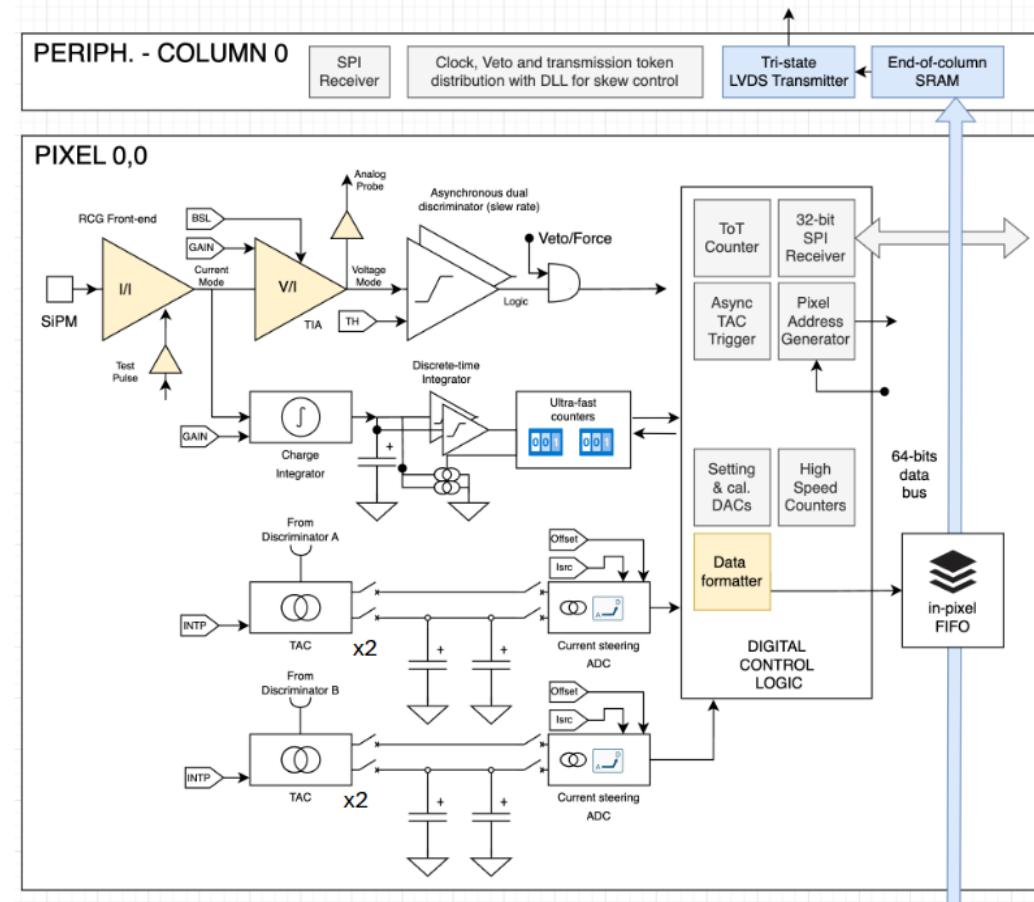 PERIPH. - COLUMN 0
SPI
Receiver
Clock, Veto and transmission token
distribution with DLL for skew control
Tri-state
LVDS Transmitter
End-of-column
SRAM
PIXEL 0,0
RCG Front-end
BSL
GAIN
Analog
Probe
Asynchronous dual
discriminator (slew rate)
Veto/Force
I/I
Current
Mode
V/I
Voltage
Mode
Logic
SiPM
TIA
TH
Test
Pulse
ToT
Counter
32-bit
SPI
Receiver
Async
TAC
Trigger
Pixel
Address
Generator
Discrete-time
Integrator
Ultra-fast
counters
001
001
GAIN
∫
+
Charge
Integrator
Setting
& cal.
DACs
High
Speed
Counters
64-bits
data
bus
From
Discriminator A
Offset
Isrc
Data
formatter
in-pixel
FIFO
INTP
TAC
x2
A
D
Current steering
ADC
+
+
DIGITAL
CONTROL
LOGIC
From
Discriminator B
Offset
Isrc
INTP
TAC
x2
A
D
Current steering
ADC
+
+